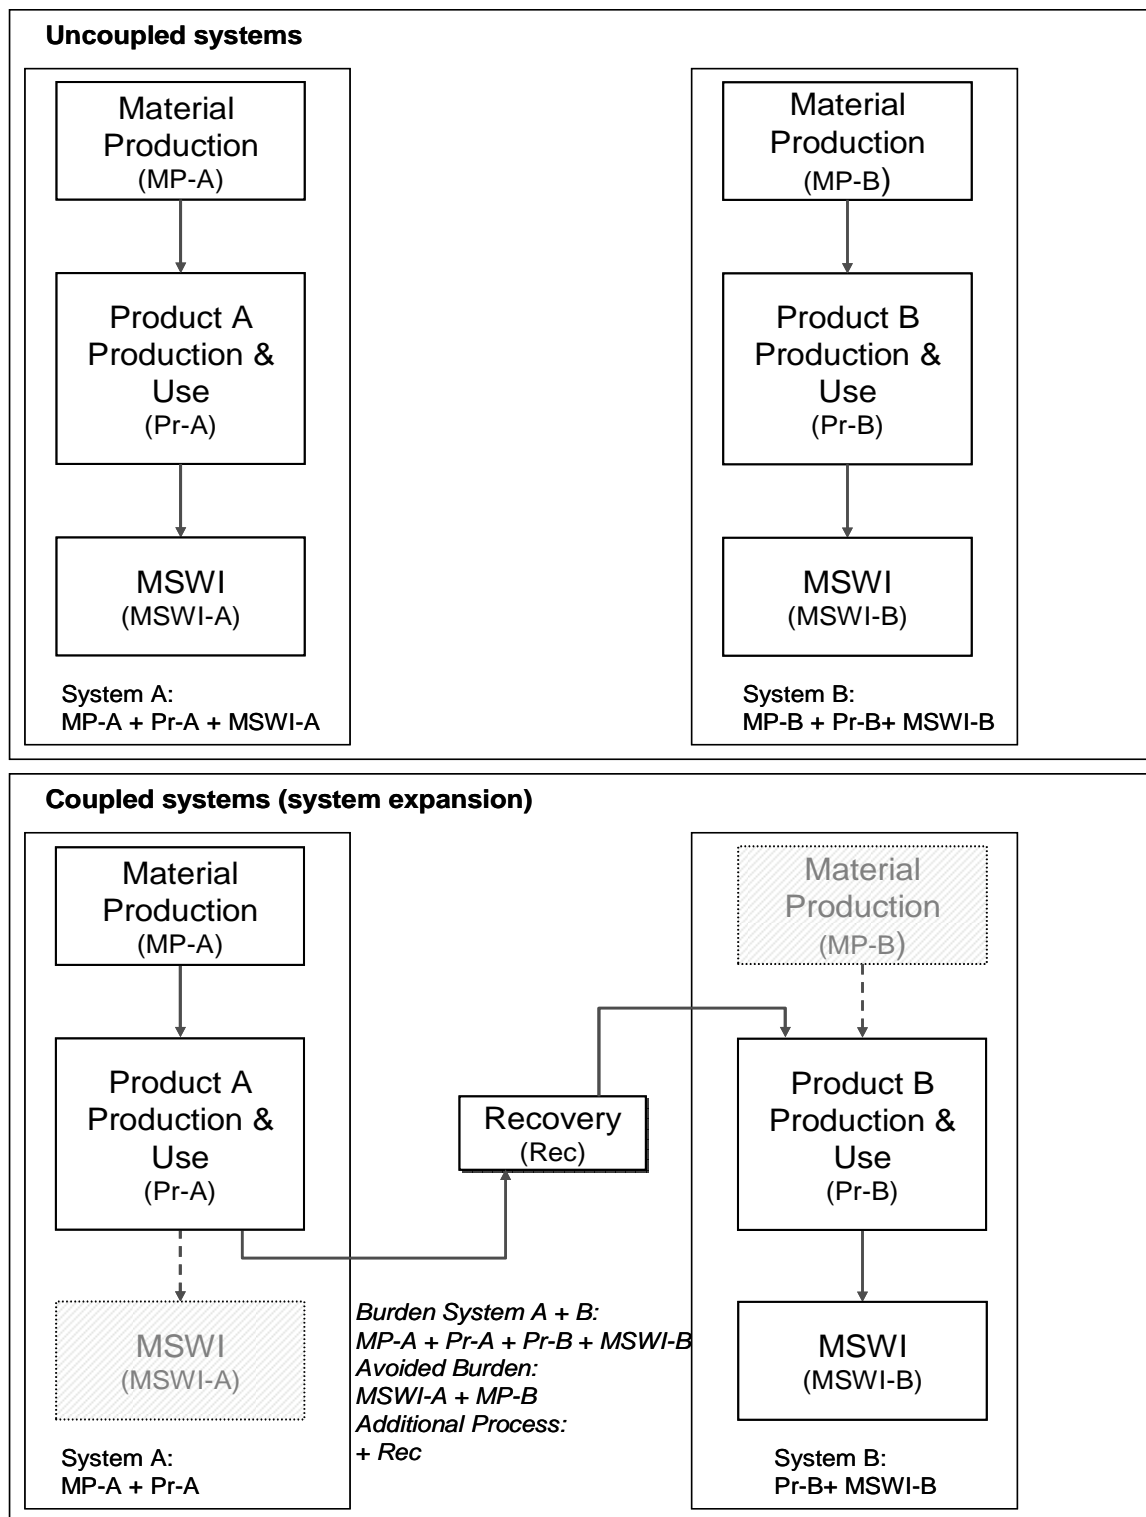 Uncoupled systems
Material
Production
(MP-A)
Product A
Production &
Use
(Pr-A)
MSWI
(MSWI-A)
System A:
MP-A + Pr-A + MSWI-A
Material
Production
(MP-B)
Product B
Production &
Use
(Pr-B)
MSWI
(MSWI-B)
System B:
MP-B + Pr-B+ MSWI-B
Coupled systems (system expansion)
Material
Production
(MP-A)
Product A
Production &
Use
(Pr-A)
MSWI
(MSWI-A)
System A:
MP-A + Pr-A
Recovery
(Rec)
Burden System A + B:
MP-A + Pr-A + Pr-B + MSWI-B
Avoided Burden:
MSWI-A + MP-B
Additional Process:
+ Rec
Material
Production
(MP-B)
Product B
Production &
Use
(Pr-B)
MSWI
(MSWI-B)
System B:
Pr-B+ MSWI-B